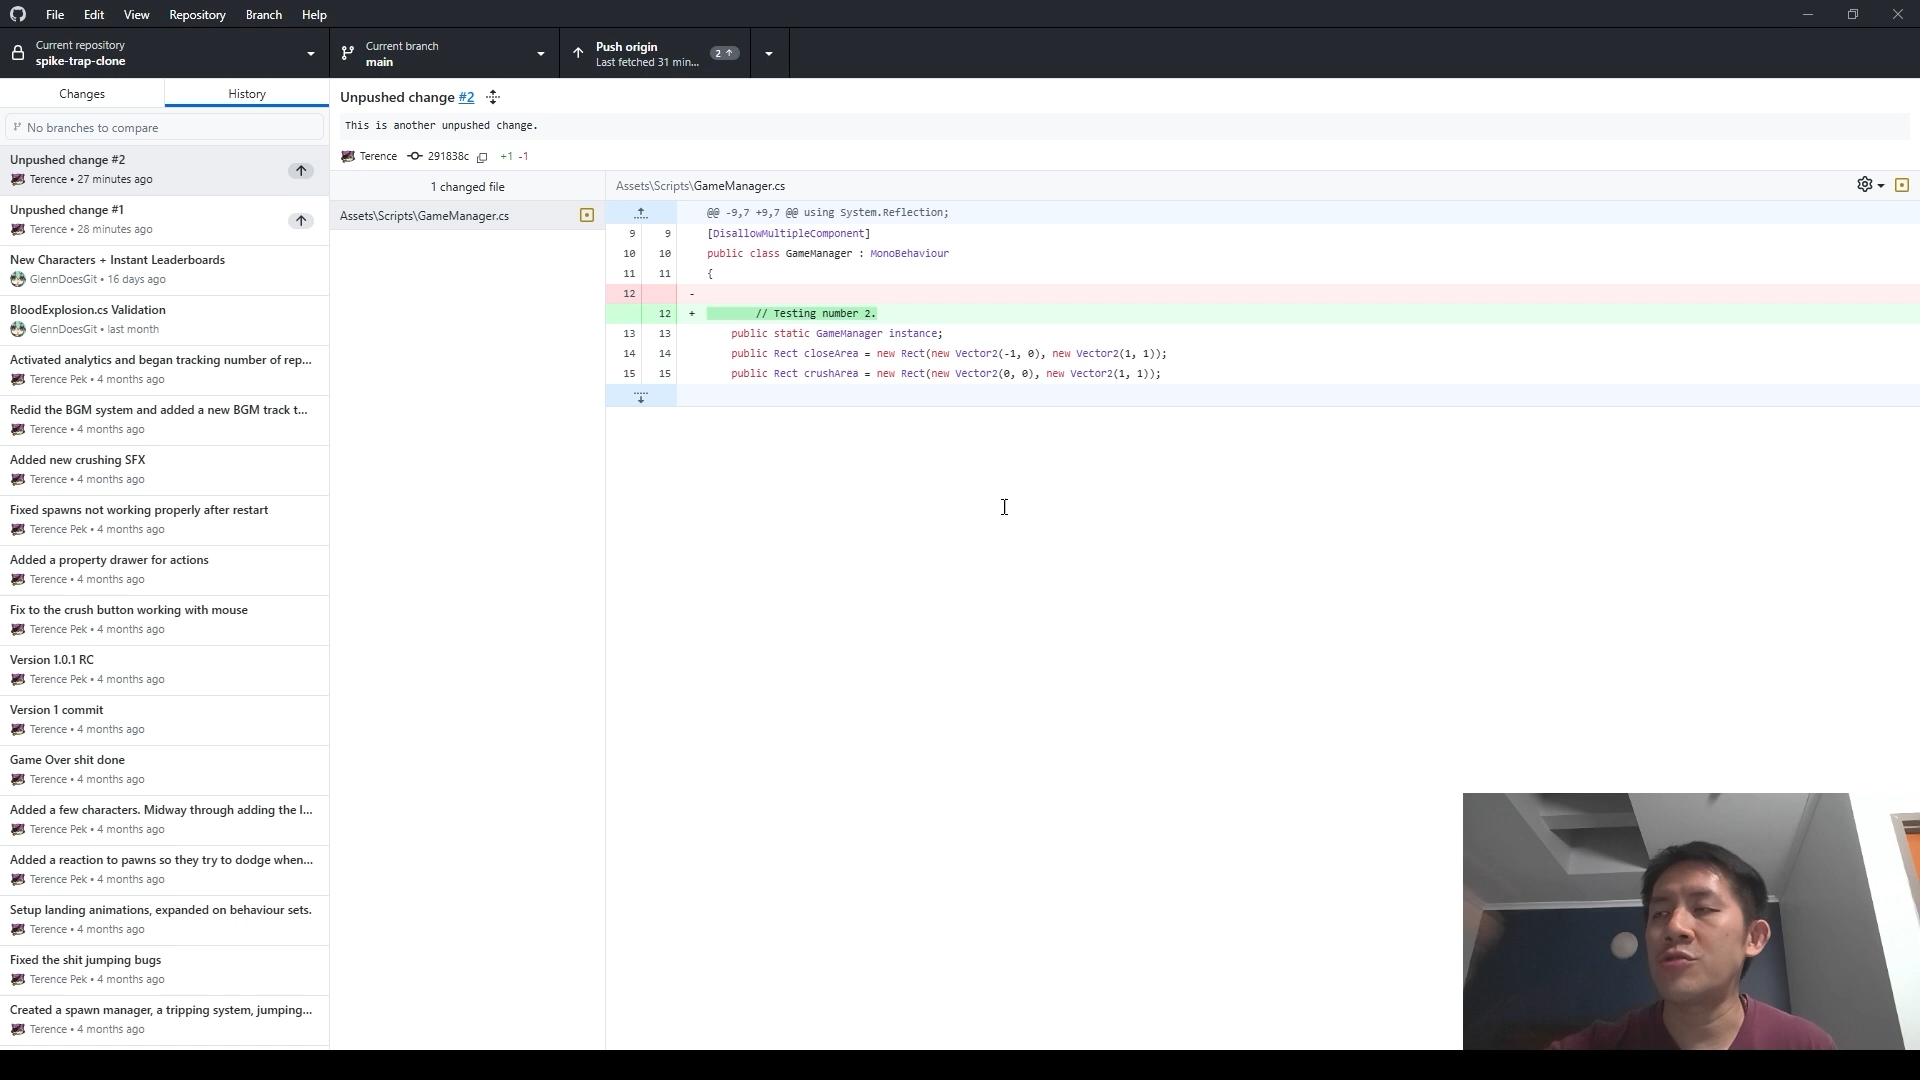 File Edit View Repository Branch Help
Current repository
spike-trap-clone
Current branch
main
Push origin
Last fetched 31 min...
2
Changes
History
No branches to compare
Unpushed change #2
Terence • 27 minutes ago
Unpushed change #1
Terence • 28 minutes ago
New Characters + Instant Leaderboards
GlennDoesGit • 16 days ago
BloodExplosion.cs Validation
GlennDoesGit • last month
Activated analytics and began tracking number of rep...
Terence Pek • 4 months ago
Redid the BGM system and added a new BGM track t...
Terence • 4 months ago
Added new crushing SFX
Terence • 4 months ago
Fixed spawns not working properly after restart
Terence Pek • 4 months ago
Added a property drawer for actions
Terence • 4 months ago
Fix to the crush button working with mouse
Terence Pek • 4 months ago
Version 1.0.1 RC
Terence Pek • 4 months ago
Version 1 commit
Terence • 4 months ago
Game Over shit done
Terence • 4 months ago
Added a few characters. Midway through adding the l...
Terence Pek • 4 months ago
Added a reaction to pawns so they try to dodge when...
Terence Pek • 4 months ago
Setup landing animations, expanded on behaviour sets.
Terence • 4 months ago
Fixed the shit jumping bugs
Terence Pek • 4 months ago
Created a spawn manager, a tripping system, jumping...
Terence • 4 months ago
Unpushed change #2
This is another unpushed change.
Terence 291838c +1 -1
1 changed file
Assets\Scripts\GameManager.cs
Assets\Scripts\GameManager.cs
@@ -9,7 +9,7 @@ using System.Reflection;
9 9 [DisallowMultipleComponent]
10 10 public class GameManager : MonoBehaviour
11 11 {
12 -
12 + // Testing number 2.
13 13 public static GameManager instance;
14 14 public Rect closeArea = new Rect(new Vector2(-1, 0), new Vector2(1, 1));
15 15 public Rect crushArea = new Rect(new Vector2(0, 0), new Vector2(1, 1));